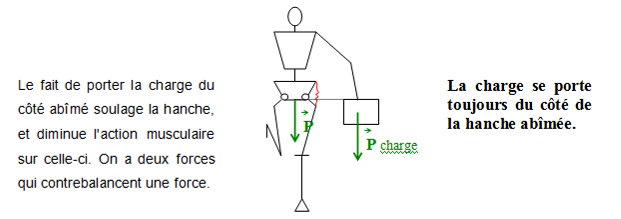 Le fait de porter la charge du
côté abîmé soulage la hanche,
et diminue l'action musculaire
sur celle-ci. On a deux forces
qui contrebalancent une force.
P
P charge
La charge se porte
toujours du côté de
la hanche abîmée.